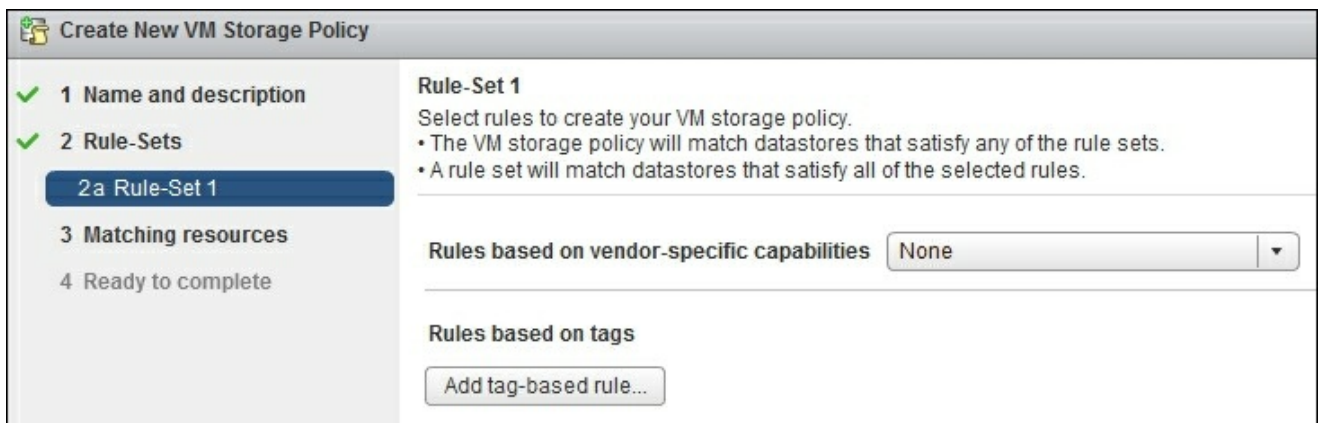 Create New VM Storage Policy
1 Name and description
2 Rule-Sets
2a Rule-Set 1
3 Matching resources
4 Ready to complete
Rule-Set 1
Select rules to create your VM storage policy.
• The VM storage policy will match datastores that satisfy any of the rule sets.
• A rule set will match datastores that satisfy all of the selected rules.
Rules based on vendor-specific capabilities None
Rules based on tags
Add tag-based rule...